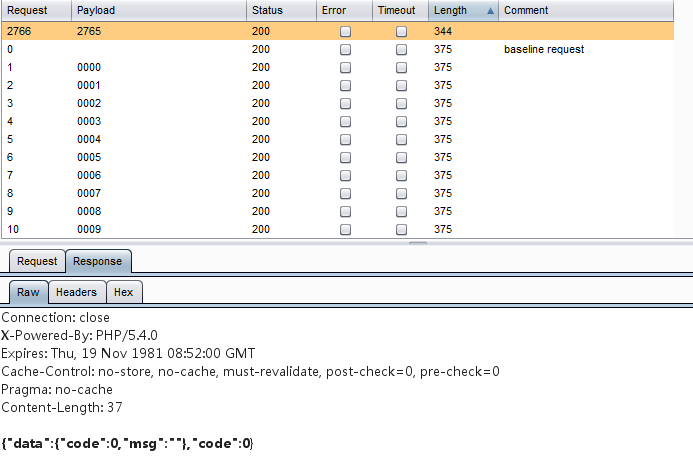 Request Payload Status Error Timeout Length Comment
2766 2765 200 344
0 200 375 baseline request
1 0000 200 375
2 0001 200 375
3 0002 200 375
4 0003 200 375
5 0004 200 375
6 0005 200 375
7 0006 200 375
8 0007 200 375
9 0008 200 375
10 0009 200 375
Request Response
Raw Headers Hex
Connection: close
X-Powered-By: PHP/5.4.0
Expires: Thu, 19 Nov 1981 08:52:00 GMT
Cache-Control: no-store, no-cache, must-revalidate, post-check=0, pre-check=0
Pragma: no-cache
Content-Length: 37
{"data":{"code":0,"msg":""},"code":0}